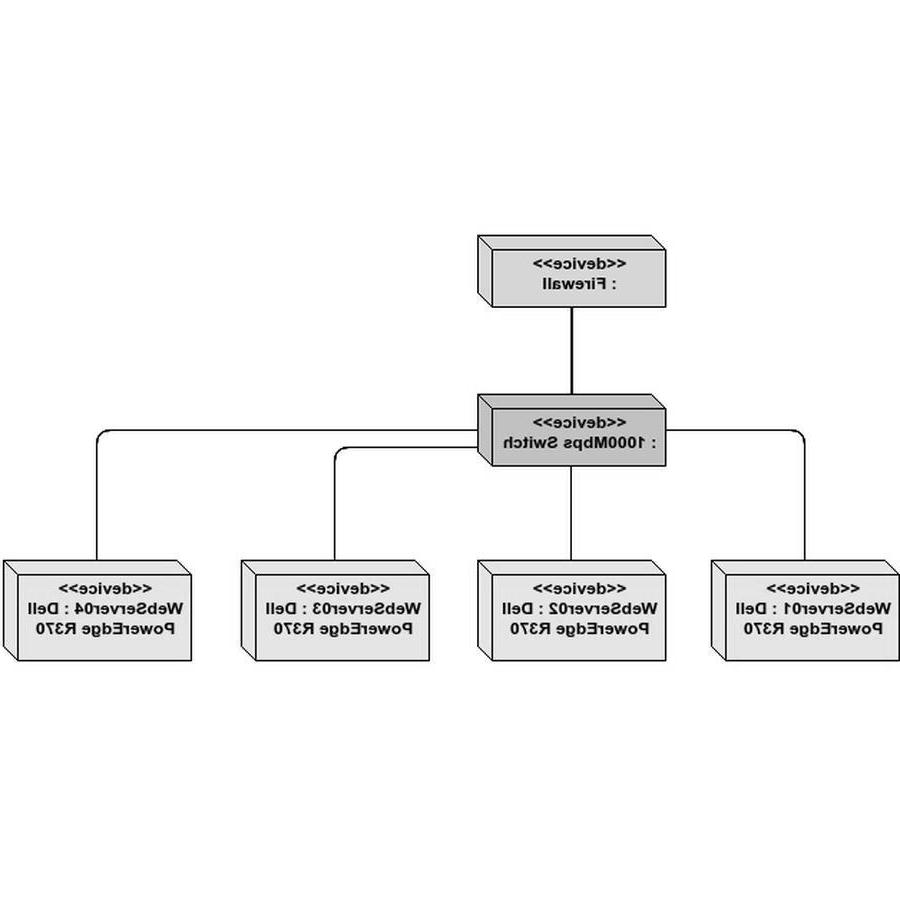 <<device>>
: Firewall
<<device>>
: 1000Mbps Switch
<<device>>
WebServer01 : Dell
PowerEdge R370
<<device>>
WebServer02 : Dell
PowerEdge R370
<<device>>
WebServer03 : Dell
PowerEdge R370
<<device>>
WebServer04 : Dell
PowerEdge R370